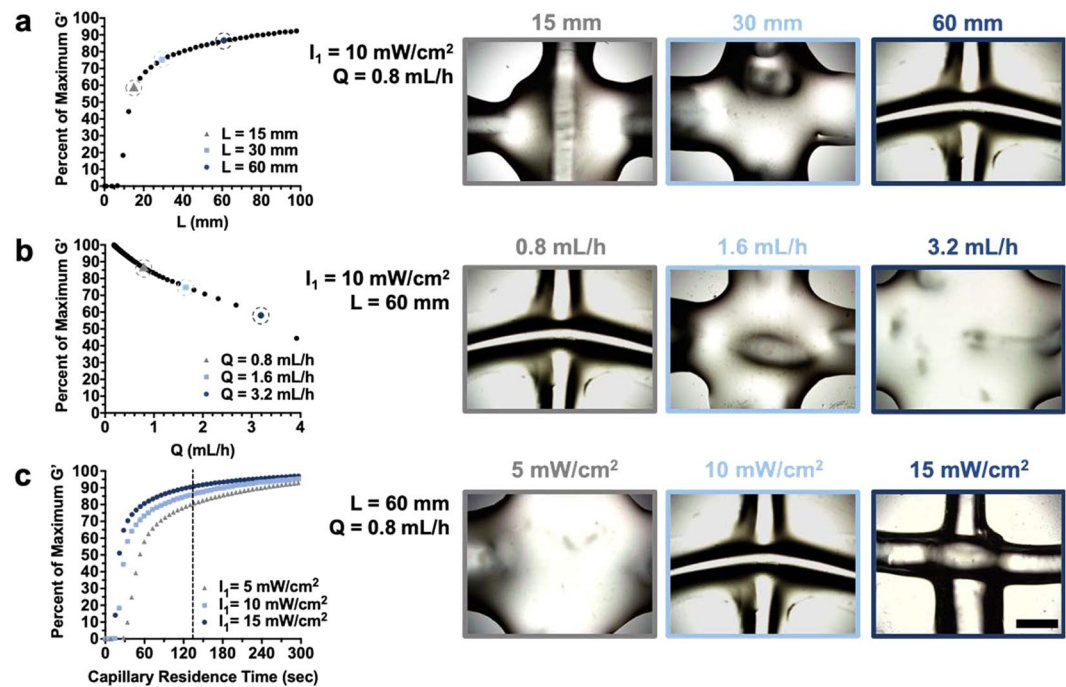 a
Percent of Maximum G'
100
90
80
70
60
50
40
30
20
10
0
0 20 40 60 80 100
L (mm)
L = 15 mm
L = 30 mm
L = 60 mm
I1 = 10 mW/cm2
Q = 0.8 mL/h
15 mm
30 mm
60 mm
b
Percent of Maximum G'
100
90
80
70
60
50
40
30
20
10
0
0 1 2 3 4
Q (mL/h)
Q = 0.8 mL/h
Q = 1.6 mL/h
Q = 3.2 mL/h
I1 = 10 mW/cm2
L = 60 mm
0.8 mL/h
1.6 mL/h
3.2 mL/h
c
Percent of Maximum G'
100
90
80
70
60
50
40
30
20
10
0
0 60 120 180 240 300
Capillary Residence Time (sec)
I1= 5 mW/cm2
I1= 10 mW/cm2
I1= 15 mW/cm2
L = 60 mm
Q = 0.8 mL/h
5 mW/cm2
10 mW/cm2
15 mW/cm2